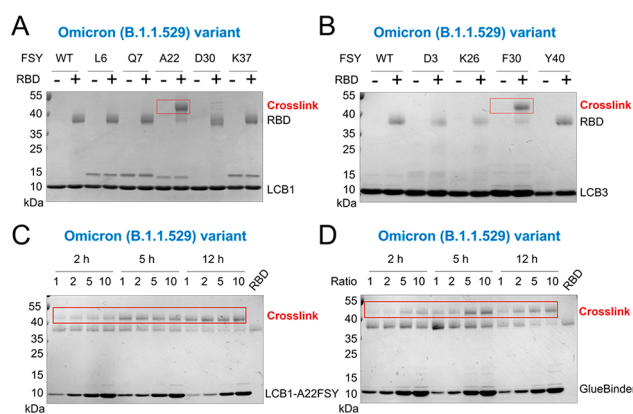 A
Omicron (B.1.1.529) variant
FSY WT L6 Q7 A22 D30 K37
RBD - + - + - + - + - + - +
55
40
35
25
15
10
kDa
Crosslink
RBD
LCB1
B
Omicron (B.1.1.529) variant
FSY WT D3 K26 F30 Y40
RBD - + - + - + - + - +
55
40
35
25
15
10
kDa
Crosslink
RBD
LCB3
C
Omicron (B.1.1.529) variant
2 h 5 h 12 h
1 2 5 10 1 2 5 10 1 2 5 10 RBD
55
40
35
25
15
10
kDa
Crosslink
LCB1-A22FSY
D
Omicron (B.1.1.529) variant
2 h 5 h 12 h
Ratio 1 2 5 10 1 2 5 10 1 2 5 10 RBD
55
40
35
25
15
10
kDa
Crosslink
GlueBinder